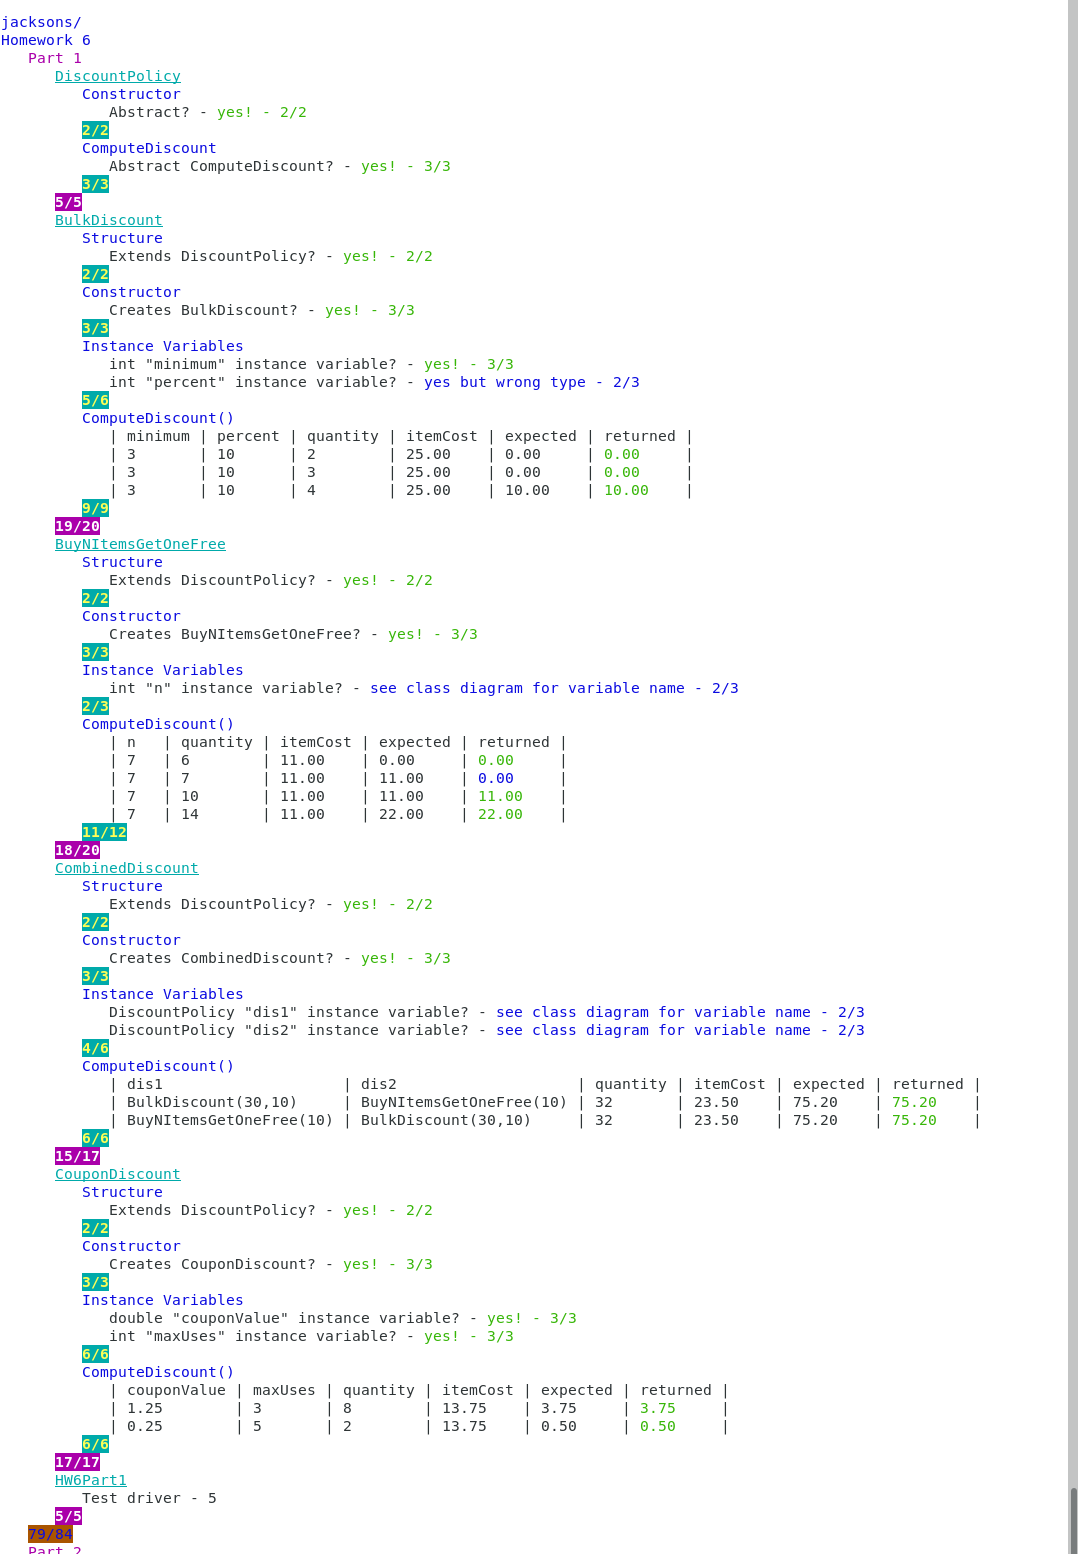 jacksons/
Homework 6
Part 1
DiscountPolicy
Constructor
Abstract? - yes! - 2/2
2/2
ComputeDiscount
Abstract ComputeDiscount? - yes! - 3/3
3/3
5/5
BulkDiscount
Structure
Extends DiscountPolicy? - yes! - 2/2
2/2
Constructor
Creates BulkDiscount? - yes! - 3/3
3/3
Instance Variables
int "minimum" instance variable? - yes! - 3/3
int "percent" instance variable? - yes but wrong type - 2/3
5/6
ComputeDiscount()
| minimum | percent | quantity | itemCost | expected | returned |
| 3 | 10 | 2 | 25.00 | 0.00 | 0.00 |
| 3 | 10 | 3 | 25.00 | 0.00 | 0.00 |
| 3 | 10 | 4 | 25.00 | 10.00 | 10.00 |
9/9
19/20
BuyNItemsGetOneFree
Structure
Extends DiscountPolicy? - yes! - 2/2
2/2
Constructor
Creates BuyNItemsGetOneFree? - yes! - 3/3
3/3
Instance Variables
int "n" instance variable? - see class diagram for variable name - 2/3
2/3
ComputeDiscount()
| n | quantity | itemCost | expected | returned |
| 7 | 6 | 11.00 | 0.00 | 0.00 |
| 7 | 7 | 11.00 | 11.00 | 0.00 |
| 7 | 10 | 11.00 | 11.00 | 11.00 |
| 7 | 14 | 11.00 | 22.00 | 22.00 |
11/12
18/20
CombinedDiscount
Structure
Extends DiscountPolicy? - yes! - 2/2
2/2
Constructor
Creates CombinedDiscount? - yes! - 3/3
3/3
Instance Variables
DiscountPolicy "dis1" instance variable? - see class diagram for variable name - 2/3
DiscountPolicy "dis2" instance variable? - see class diagram for variable name - 2/3
4/6
ComputeDiscount()
| dis1 | dis2 | quantity | itemCost | expected | returned |
| BulkDiscount(30,10) | BuyNItemsGetOneFree(10) | 32 | 23.50 | 75.20 | 75.20 |
| BuyNItemsGetOneFree(10) | BulkDiscount(30,10) | 32 | 23.50 | 75.20 | 75.20 |
6/6
15/17
CouponDiscount
Structure
Extends DiscountPolicy? - yes! - 2/2
2/2
Constructor
Creates CouponDiscount? - yes! - 3/3
3/3
Instance Variables
double "couponValue" instance variable? - yes! - 3/3
int "maxUses" instance variable? - yes! - 3/3
6/6
ComputeDiscount()
| couponValue | maxUses | quantity | itemCost | expected | returned |
| 1.25 | 3 | 8 | 13.75 | 3.75 | 3.75 |
| 0.25 | 5 | 2 | 13.75 | 0.50 | 0.50 |
6/6
17/17
HW6Part1
Test driver - 5
5/5
79/84
Part 2